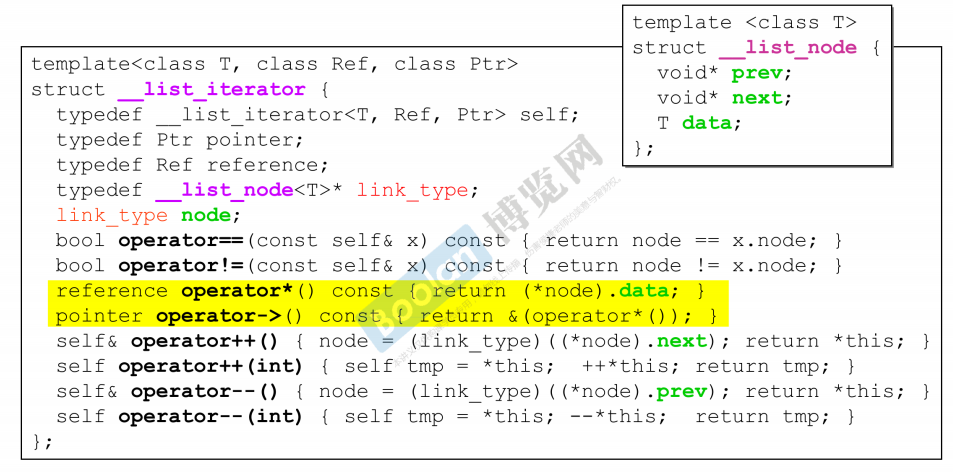 template <class T>
struct __list_node {
void* prev;
void* next;
T data;
};
template<class T, class Ref, class Ptr>
struct __list_iterator {
typedef __list_iterator<T, Ref, Ptr> self;
typedef Ptr pointer;
typedef Ref reference;
typedef __list_node<T>* link_type;
link_type node;
bool operator==(const self& x) const { return node == x.node; }
bool operator!=(const self& x) const { return node != x.node; }
reference operator*() const { return (*node).data; }
pointer operator->() const { return &(operator*()); }
self& operator++() { node = (link_type)((*node).next); return *this; }
self operator++(int) { self tmp = *this; ++*this; return tmp; }
self& operator--() { node = (link_type)((*node).prev); return *this; }
self operator--(int) { self tmp = *this; --*this; return tmp; }
};
Boolan
博览网